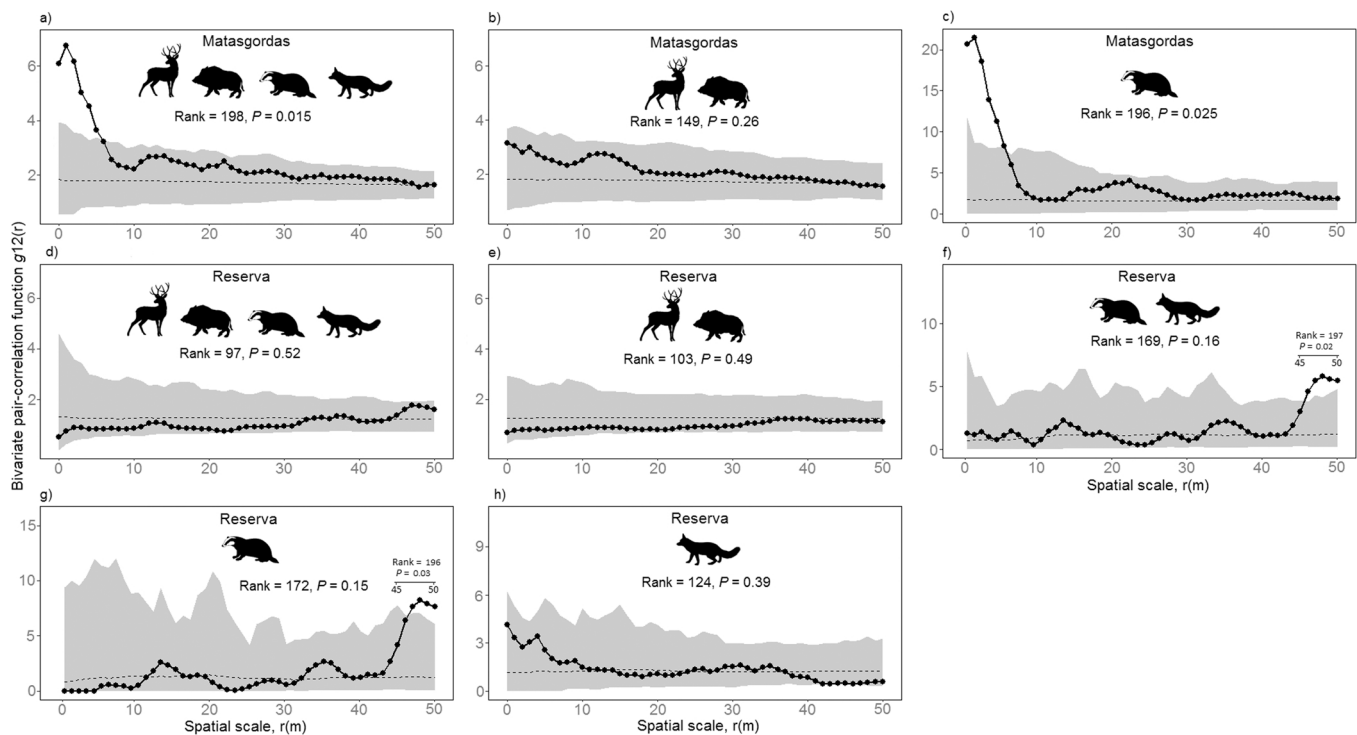 a)
Matasgordas
Rank = 198, P = 0.015
6
4
2
0
10
20
30
40
50
b)
Matasgordas
Rank = 149, P = 0.26
6
4
2
0
10
20
30
40
50
c)
Matasgordas
Rank = 196, P = 0.025
20
15
10
5
0
0
10
20
30
40
50
Bivariate pair-correlation function g12(r)
d)
Reserva
Rank = 97, P = 0.52
6
4
2
0
10
20
30
40
50
e)
Reserva
Rank = 103, P = 0.49
6
4
2
0
10
20
30
40
50
f)
Reserva
Rank = 169, P = 0.16
Rank = 197
P = 0.02
45 50
10
5
0
0
10
20
30
40
50
Spatial scale, r(m)
g)
Reserva
Rank = 172, P = 0.15
Rank = 196
P = 0.03
45 50
15
10
5
0
0
10
20
30
40
50
Spatial scale, r(m)
h)
Reserva
Rank = 124, P = 0.39
9
6
3
0
0
10
20
30
40
50
Spatial scale, r(m)